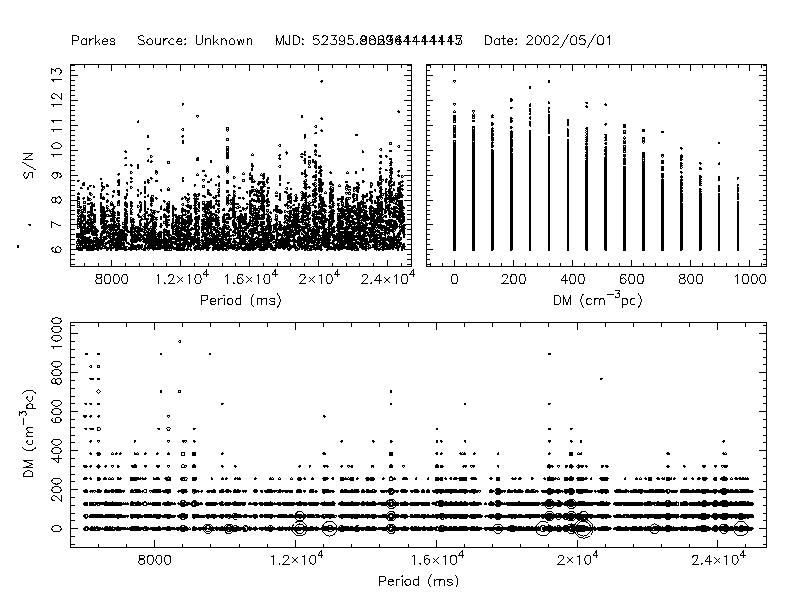 Parkes Source: Unknown MJD: 52395. Date: 2002/05/01
S/N
13
12
11
10
9
8
7
6
8000 1.2×10⁴ 1.6×10⁴ 2×10⁴ 2.4×10⁴
Period (ms)
0 200 400 600 800 1000
DM (cm⁻³pc)
DM (cm⁻³pc)
1000
800
600
400
200
0
8000 1.2×10⁴ 1.6×10⁴ 2×10⁴ 2.4×10⁴
Period (ms)